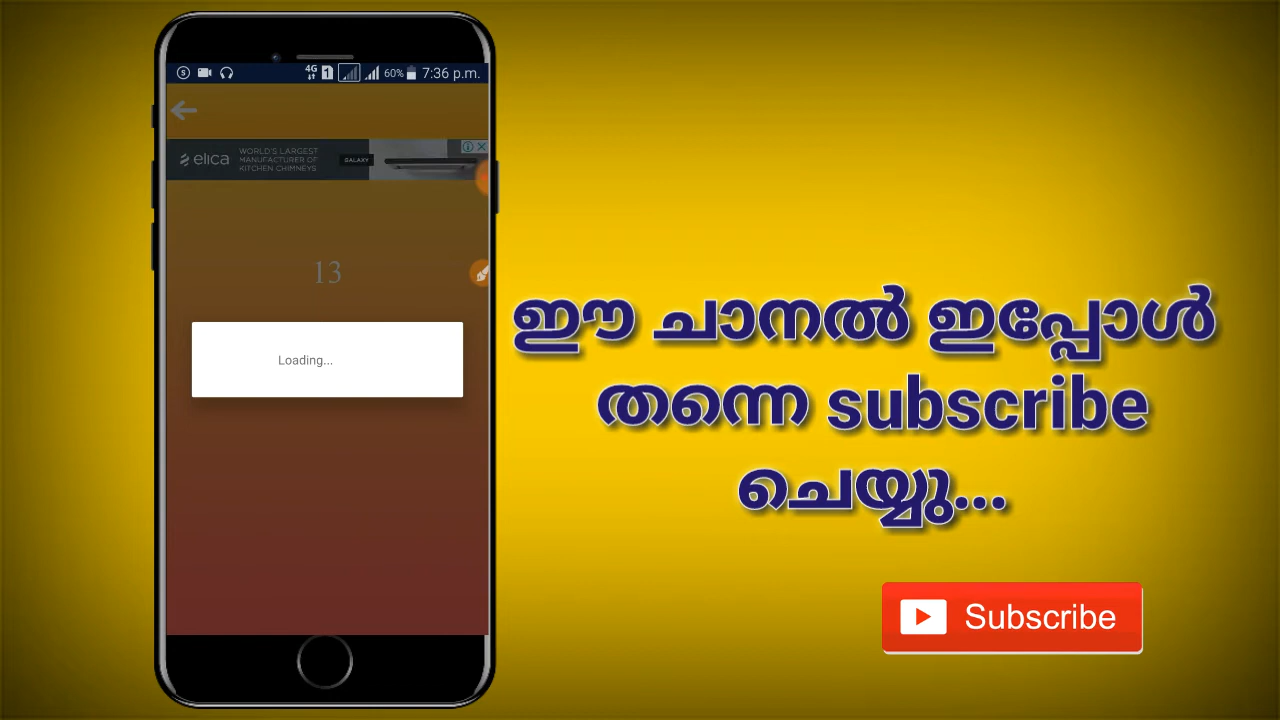 4G 1 60% 7:36 p.m.
elica
WORLD'S LARGEST
MANUFACTURER OF
KITCHEN CHIMNEYS
GALAXY
13
Loading...
ഈ ചാനൽ ഇപ്പോൾ
തന്നെ subscribe
ചെയ്യു...
Subscribe